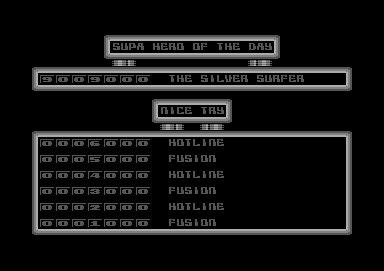 SUPA HERO OF THE DAY
9009000 THE SILVER SURFER
NICE TRY
0006000 HOTLINE
0005000 FUSION
0004000 HOTLINE
0003000 FUSION
0002000 HOTLINE
0001000 FUSION